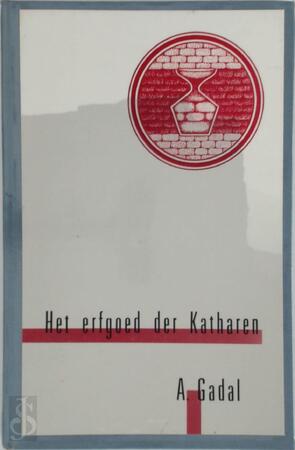 Het erfgoed der Katharen
A. Gadal